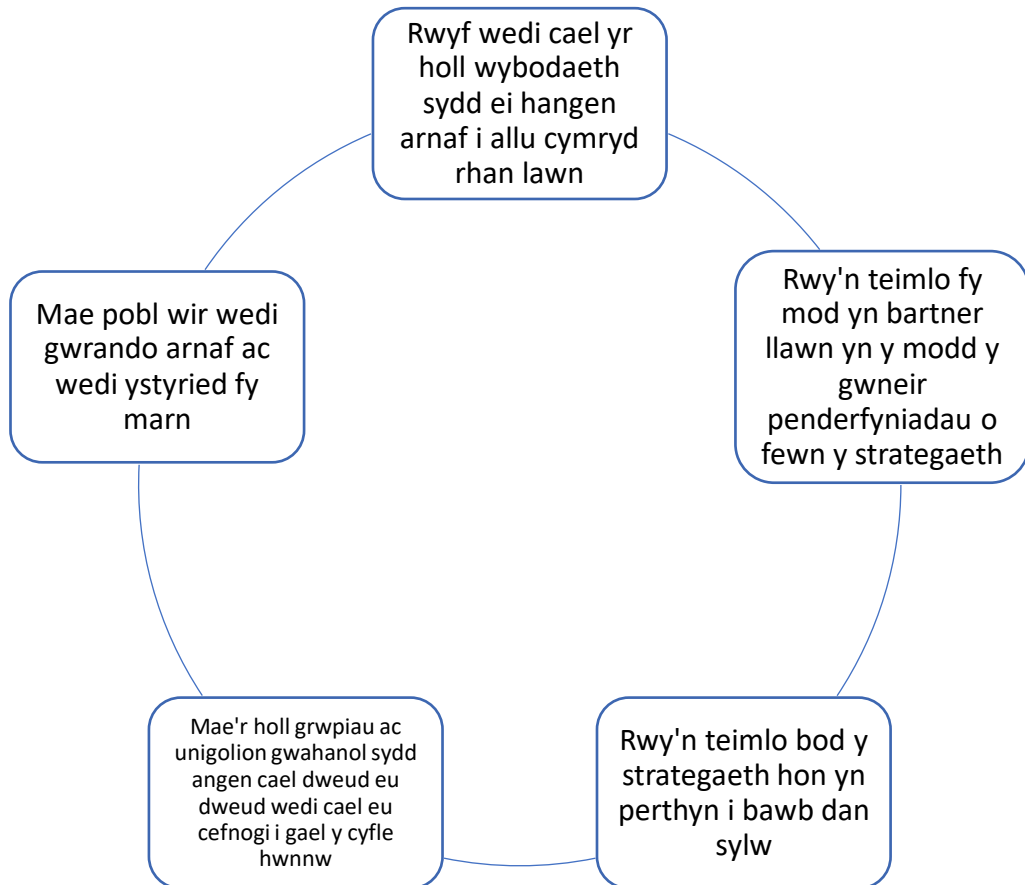 Rwyf wedi cael yr
holl wybodaeth
sydd ei hangen
arnaf i allu cymryd
rhan lawn
Rwy'n teimlo fy
mod yn bartner
llawn yn y modd y
gwneir
penderfyniadau o
fewn y strategaeth
Rwy'n teimlo bod y
strategaeth hon yn
perthyn i bawb dan
sylw
Mae'r holl grwpiau ac
unigolion gwahanol sydd
angen cael dweud eu
dweud wedi cael eu
cefnogi i gael y cyfle
hwnnw
Mae pobl wir wedi
gwrando arnaf ac
wedi ystyried fy
marn